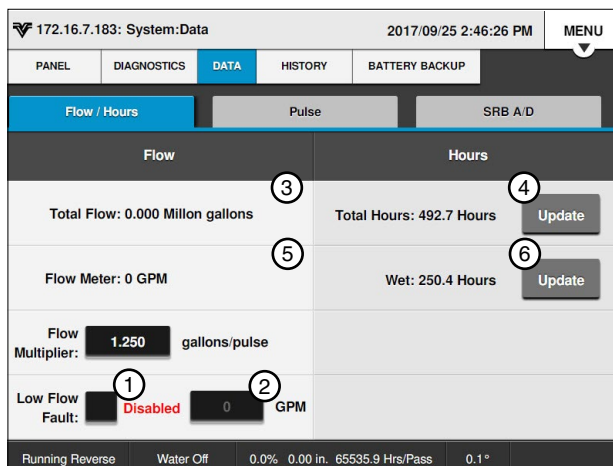 172.16.7.183: System:Data 2017/09/25 2:46:26 PM MENU
PANEL DIAGNOSTICS DATA HISTORY BATTERY BACKUP
Flow / Hours Pulse SRB A/D
Flow Hours
3 4
Total Flow: 0.000 Millon gallons Total Hours: 492.7 Hours Update
5 6
Flow Meter: 0 GPM Wet: 250.4 Hours Update
Flow Multiplier: 1.250 gallons/pulse
1 2
Low Flow Fault: Disabled 0 GPM
Running Reverse Water Off 0.0% 0.00 in. 65535.9 Hrs/Pass 0.1°